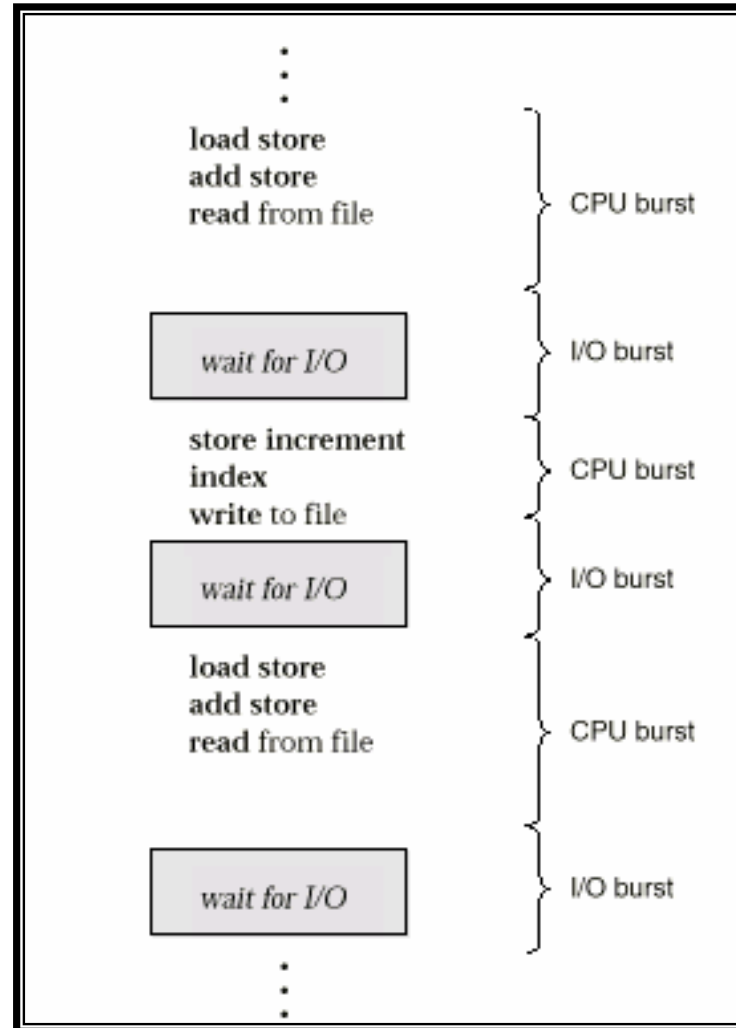 load store
add store
read from file
CPU burst
wait for I/O
I/O burst
store increment
index
write to file
CPU burst
wait for I/O
I/O burst
load store
add store
read from file
CPU burst
wait for I/O
I/O burst